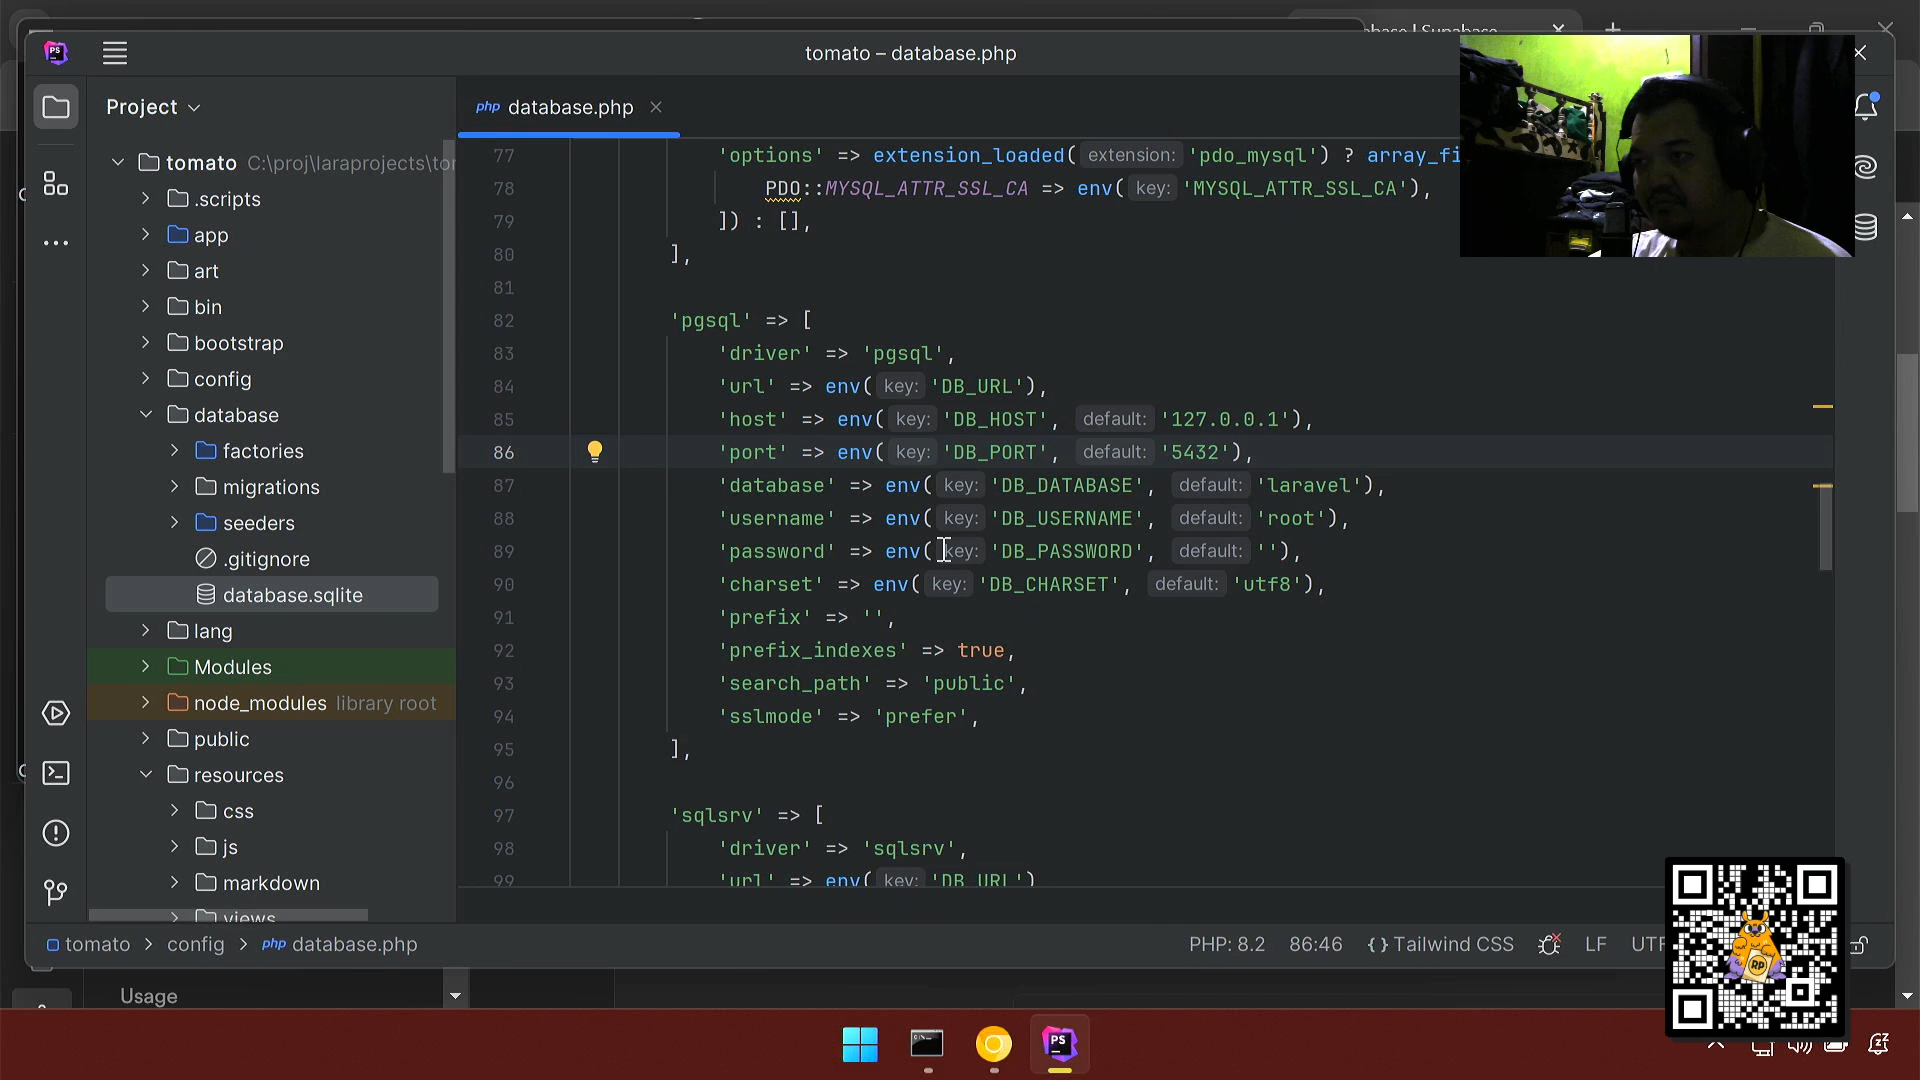 base | Supabase
tomato – database.php
Project
php database.php
tomato C:\proj\laraprojects\tor
.scripts
app
art
bin
bootstrap
config
database
factories
migrations
seeders
.gitignore
database.sqlite
lang
Modules
node_modules library root
public
resources
css
js
markdown
views
77 'options' => extension_loaded( extension: 'pdo_mysql') ? array_fi
78 PDO::MYSQL_ATTR_SSL_CA => env( key: 'MYSQL_ATTR_SSL_CA'),
79 ]) : [],
80 ],
81
82 'pgsql' => [
83 'driver' => 'pgsql',
84 'url' => env( key: 'DB_URL'),
85 'host' => env( key: 'DB_HOST', default: '127.0.0.1'),
86 'port' => env( key: 'DB_PORT', default: '5432'),
87 'database' => env( key: 'DB_DATABASE', default: 'laravel'),
88 'username' => env( key: 'DB_USERNAME', default: 'root'),
89 'password' => env( key: 'DB_PASSWORD', default: ''),
90 'charset' => env( key: 'DB_CHARSET', default: 'utf8'),
91 'prefix' => '',
92 'prefix_indexes' => true,
93 'search_path' => 'public',
94 'sslmode' => 'prefer',
95 ],
96
97 'sqlsrv' => [
98 'driver' => 'sqlsrv',
99 'url' => env( key: 'DB_URL')
tomato > config > php database.php
PHP: 8.2 86:46 {} Tailwind CSS LF UTF
Usage
RP
PS